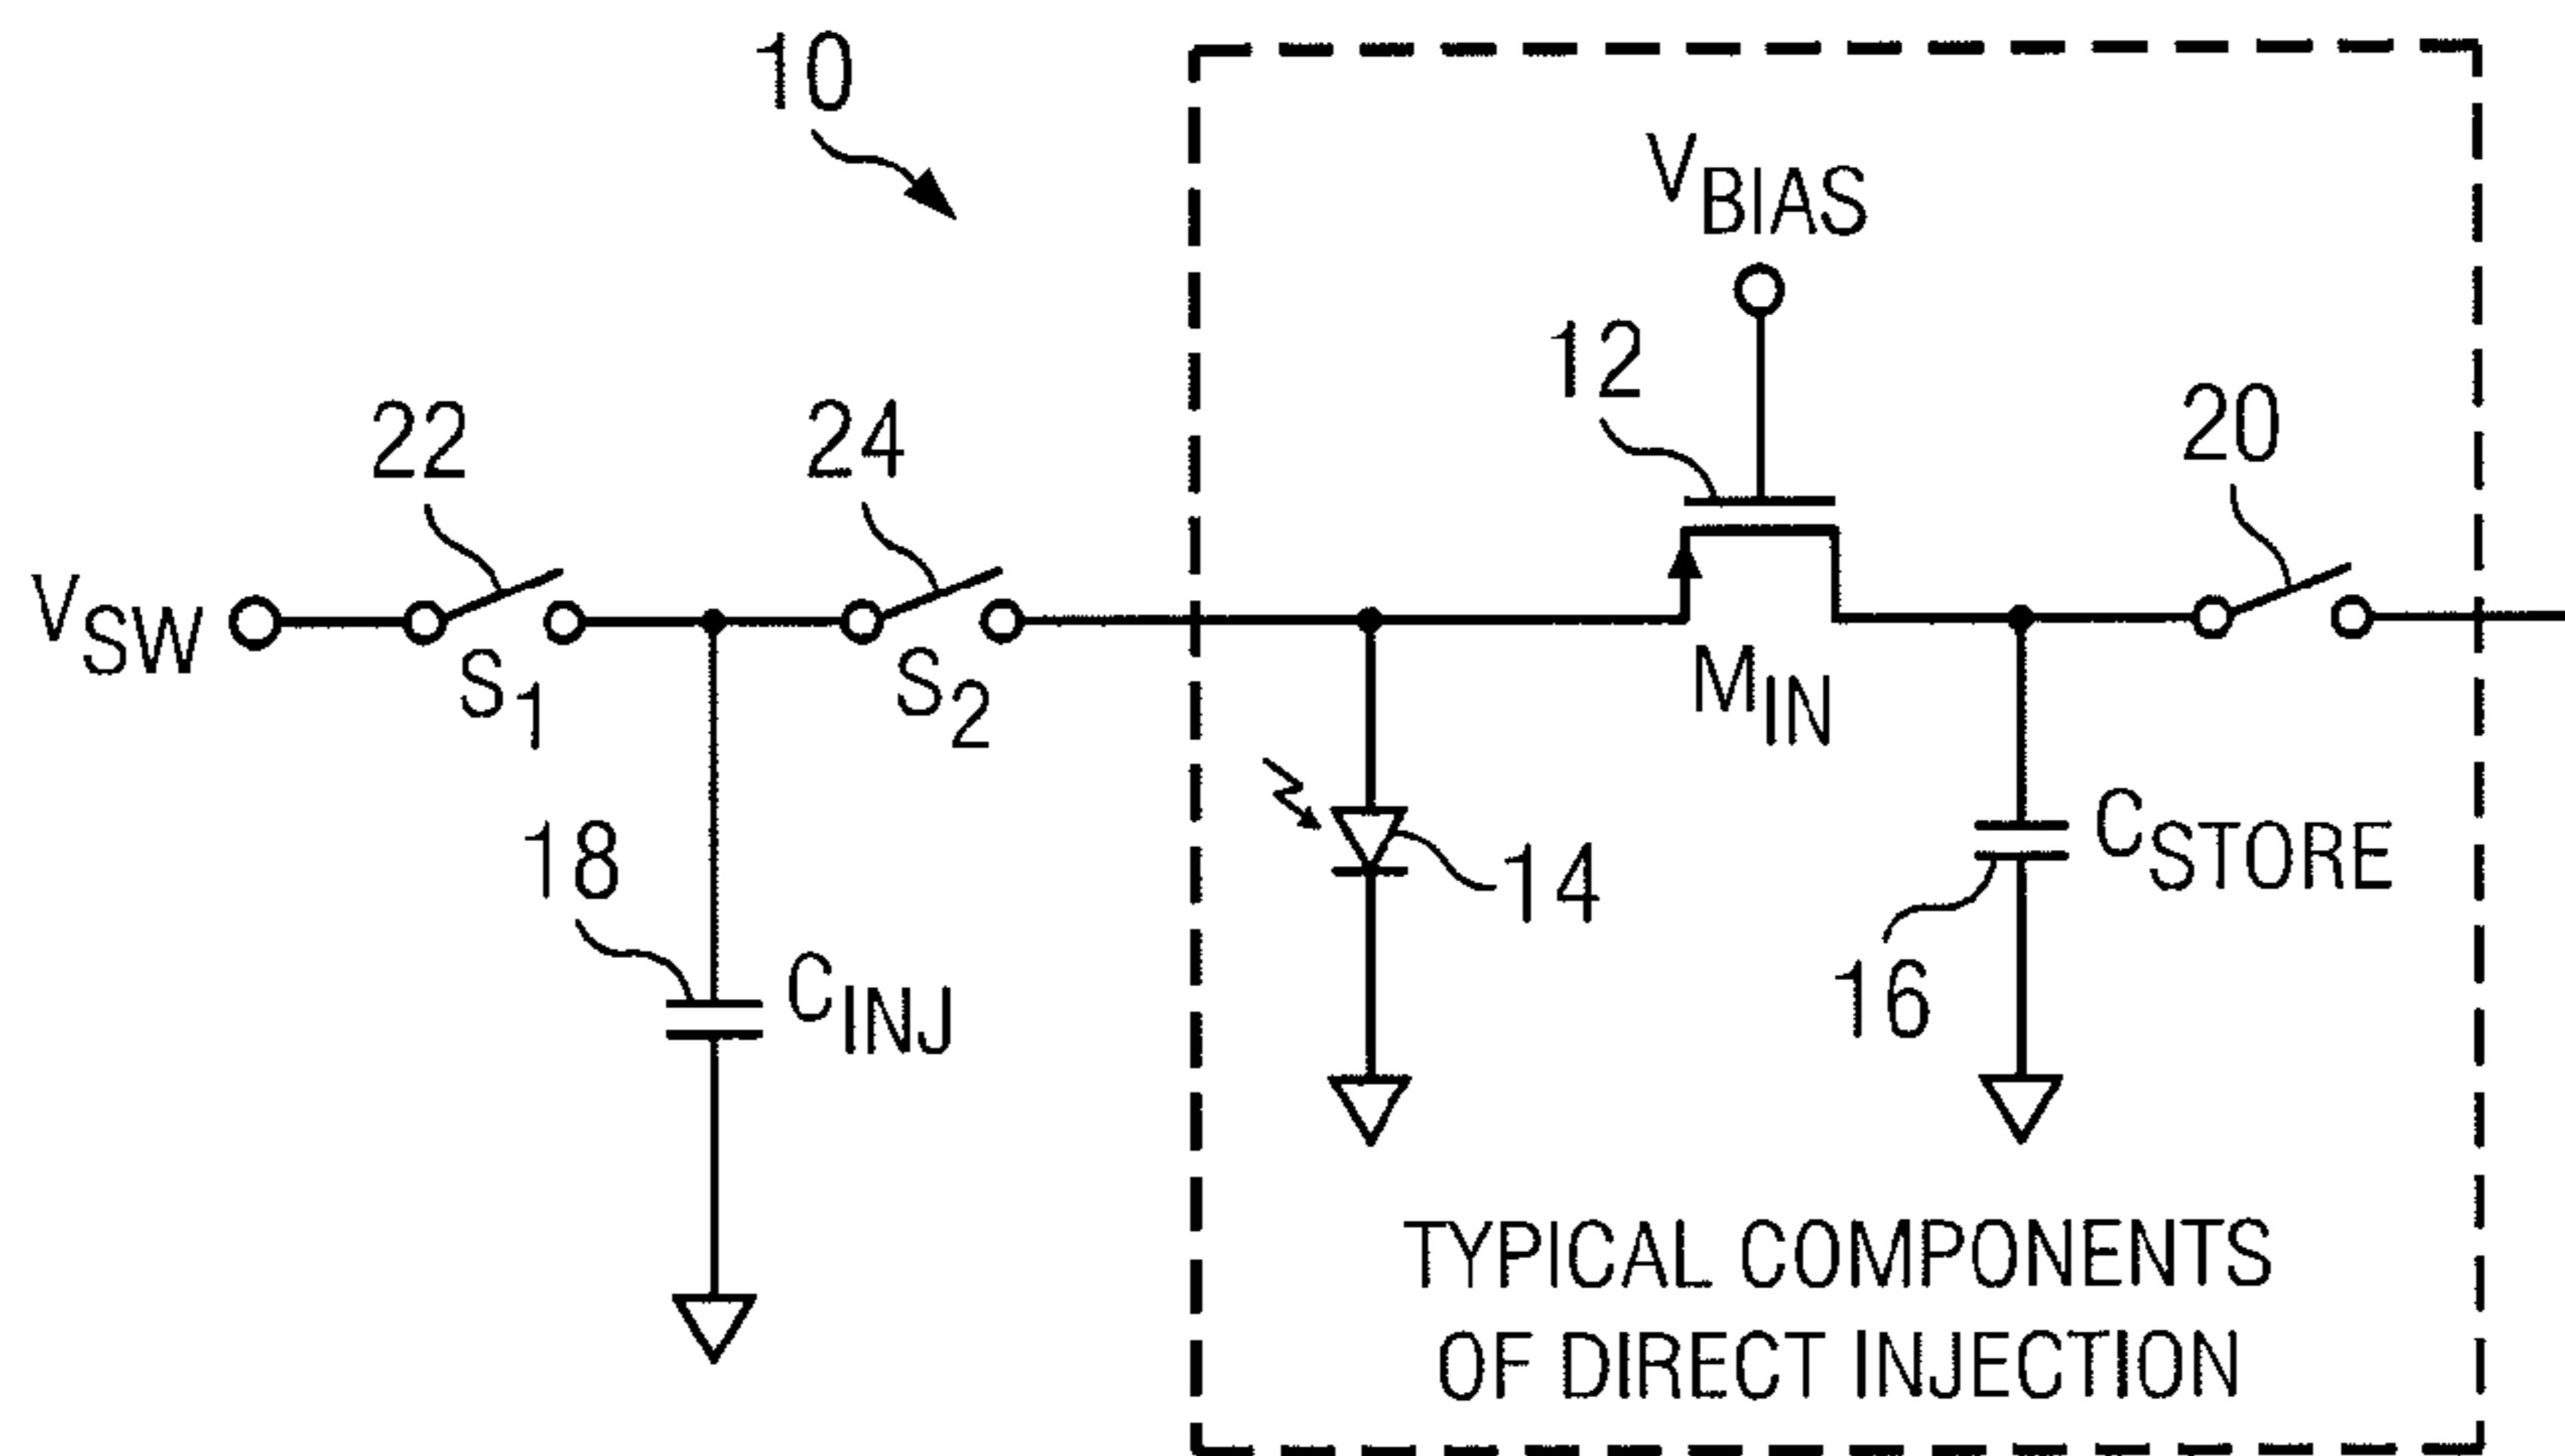 10
V_BIAS
12
20
22
24
V_SW
S_1
S_2
M_IN
18
14
C_STORE
C_INJ
16
TYPICAL COMPONENTS
OF DIRECT INJECTION